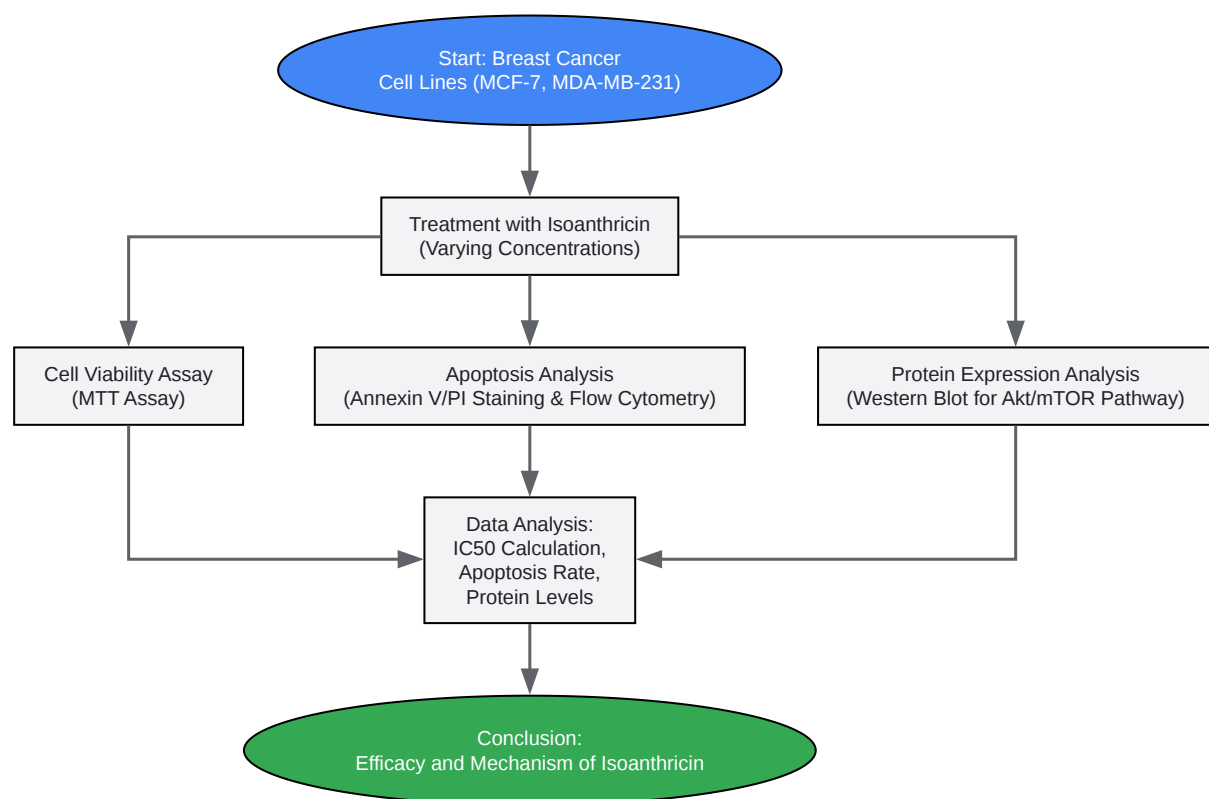 Start: Breast Cancer
Cell Lines (MCF-7, MDA-MB-231)
Treatment with Isoanthricin
(Varying Concentrations)
Cell Viability Assay
(MTT Assay)
Apoptosis Analysis
(Annexin V/PI Staining & Flow Cytometry)
Protein Expression Analysis
(Western Blot for Akt/mTOR Pathway)
Data Analysis:
IC50 Calculation,
Apoptosis Rate,
Protein Levels
Conclusion:
Efficacy and Mechanism of Isoanthricin